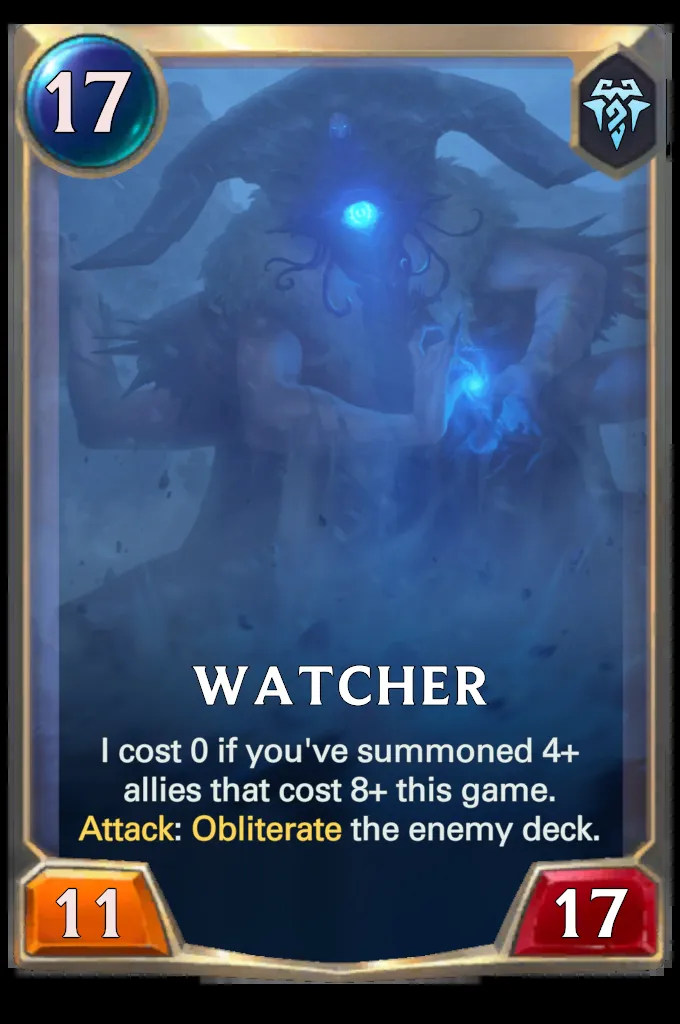 17
WATCHER
I cost 0 if you've summoned 4+
allies that cost 8+ this game.
Attack: Obliterate the enemy deck.
11
17